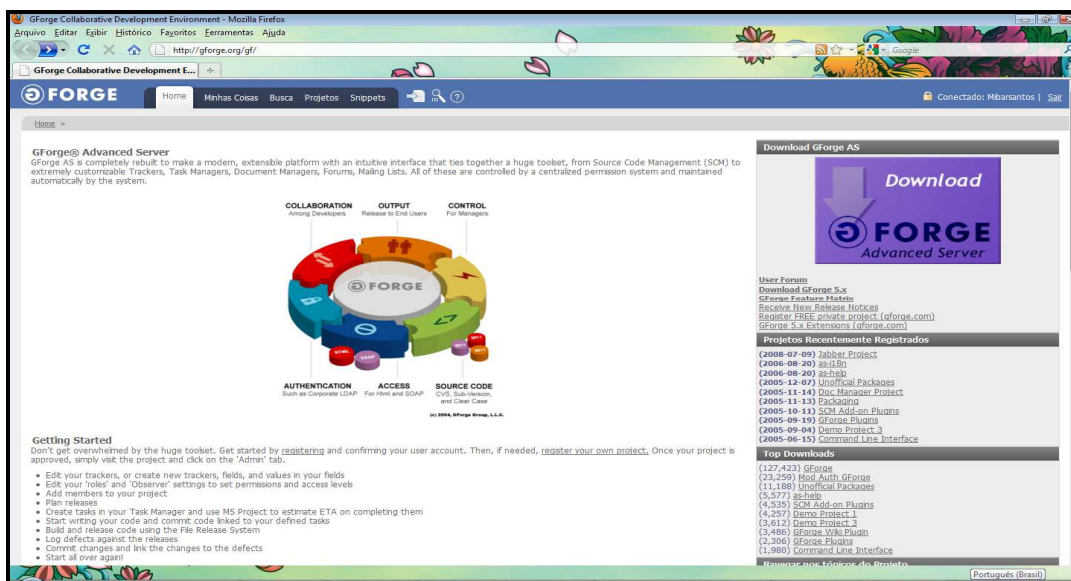 GForge Collaborative Development Environment - Mozilla Firefox
Arquivo Editar Exibir Histórico Favoritos Ferramentas Ajuda
http://gforge.org/gf/
Google
GForge Collaborative Development E...
FORGE
Home Minhas Coisas Busca Projetos Snippets
Conectado: Mbarsantos | Sair
Home »
GForge® Advanced Server
GForge AS is completely rebuilt to make a modern, extensible platform with an intuitive interface that ties together a huge toolset, from Source Code Management (SCM) to
extremely customizable Trackers, Task Managers, Document Managers, Forums, Mailing Lists. All of these are controlled by a centralized permission system and maintained
automatically by the system.
COLLABORATION
Among Developers
OUTPUT
Release to End Users
CONTROL
For Managers
GFORGE
HTML
SOAP
AUTHENTICATION
Such as Corporate LDAP
ACCESS
For Html and SOAP
SOURCE CODE
CVS, Sub-Version,
and Clear Case
(c) 2004, GForge Group, L.L.C.
Getting Started
Don't get overwhelmed by the huge toolset. Get started by registering and confirming your user account. Then, if needed, register your own project. Once your project is
approved, simply visit the project and click on the 'Admin' tab.
Edit your trackers, or create new trackers, fields, and values in your fields
Edit your 'roles' and 'Observer' settings to set permissions and access levels
Add members to your project
Plan releases
Create tasks in your Task Manager and use MS Project to estimate ETA on completing them
Start writing your code and commit code linked to your defined tasks
Build and release code using the File Release System
Log defects against the releases
Commit changes and link the changes to the defects
Start all over again!
Download GForge AS
Download
GFORGE
Advanced Server
User Forum
Download GForge 5.x
GForge Feature Matrix
Receive New Release Notices
Register FREE private project (gforge.com)
GForge 5.x Extensions (gforge.com)
Projetos Recentemente Registrados
(2008-07-09) Jabber Project
(2006-08-20) as-i18n
(2006-08-20) as-help
(2005-12-07) Unofficial Packages
(2005-11-14) Doc Manager Project
(2005-11-13) Packaging
(2005-10-11) SCM Add-on Plugins
(2005-09-19) GForge Plugins
(2005-09-04) Demo Project 3
(2005-06-15) Command Line Interface
Top Downloads
(127,423) GForge
(23,259) Mod Auth GForge
(11,188) Unofficial Packages
(5,577) as-help
(4,535) SCM Add-on Plugins
(4,257) Demo Project 1
(3,612) Demo Project 3
(3,486) GForge Wiki Plugin
(2,306) GForge Plugins
(1,980) Command Line Interface
Navegar nos tópicos do Projeto
Português (Brasil)